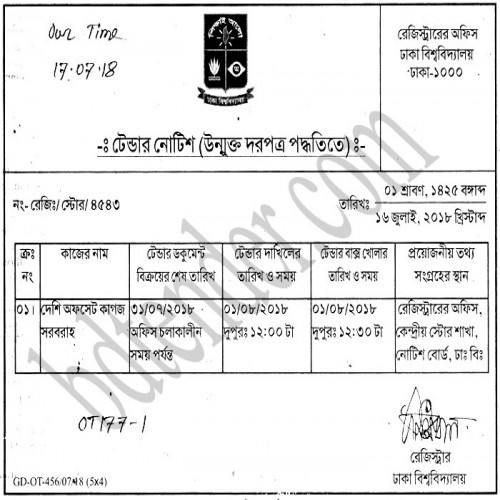 Our Time
17.07.18
শিক্ষাই আলো
ঢাকা বিশ্ববিদ্যালয়
রেজিস্ট্রারের অফিস
ঢাকা বিশ্ববিদ্যালয়
ঢাকা-১০০০
-ঃ টেন্ডার নোটিশ (উন্মুক্ত দরপত্র পদ্ধতিতে) ঃ-
নং- রেজিঃ/ স্টোর/ ৪৫৪৩
তারিখঃ
০১ শ্রাবণ, ১৪২৫ বঙ্গাব্দ
১৬ জুলাই, ২০১৮ খ্রিস্টাব্দ
ক্রঃ নং
কাজের নাম
টেন্ডার ডকুমেন্ট
বিক্রয়ের শেষ তারিখ
টেন্ডার দাখিলের
তারিখ ও সময়
টেন্ডার বাক্স খোলার
তারিখ ও সময়
প্রয়োজনীয় তথ্য
সংগ্রহের স্থান
০১।
দেশি অফসেট কাগজ
সরবরাহ
৩১/০৭/২০১৮
অফিস চলাকালীন
সময় পর্যন্ত
০১/০৮/২০১৮
দুপুরঃ ১২:০০ টা
০১/০৮/২০১৮
দুপুরঃ ১২:৩০ টা
রেজিস্ট্রারের অফিস,
কেন্দ্রীয় স্টোর শাখা,
নোটিশ বোর্ড, ঢাঃ বিঃ
OT177-1
রেজিস্ট্রার
ঢাকা বিশ্ববিদ্যালয়
GD-OT-456/07/18 (5x4)
bdtender.com